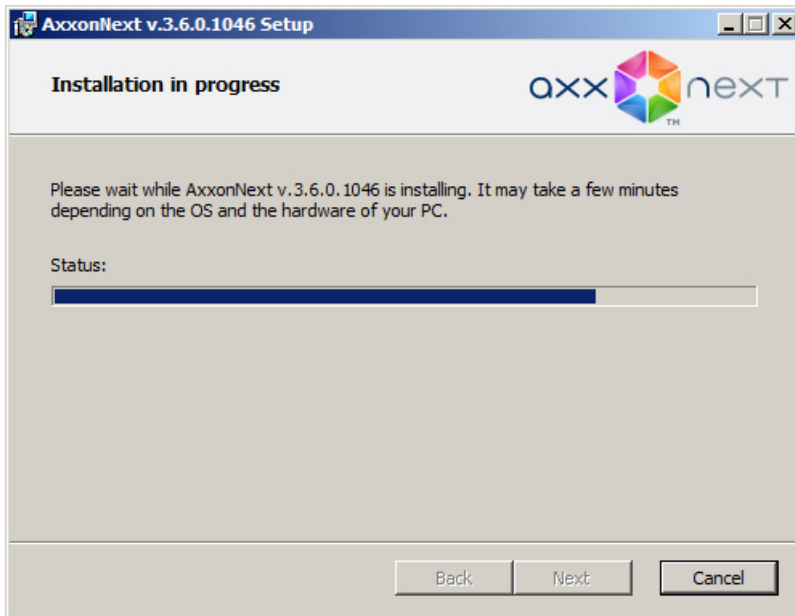 AxxonNext v.3.6.0.1046 Setup
Installation in progress
axx next
TM
Please wait while AxxonNext v.3.6.0.1046 is installing. It may take a few minutes
depending on the OS and the hardware of your PC.
Status:
Back
Next
Cancel